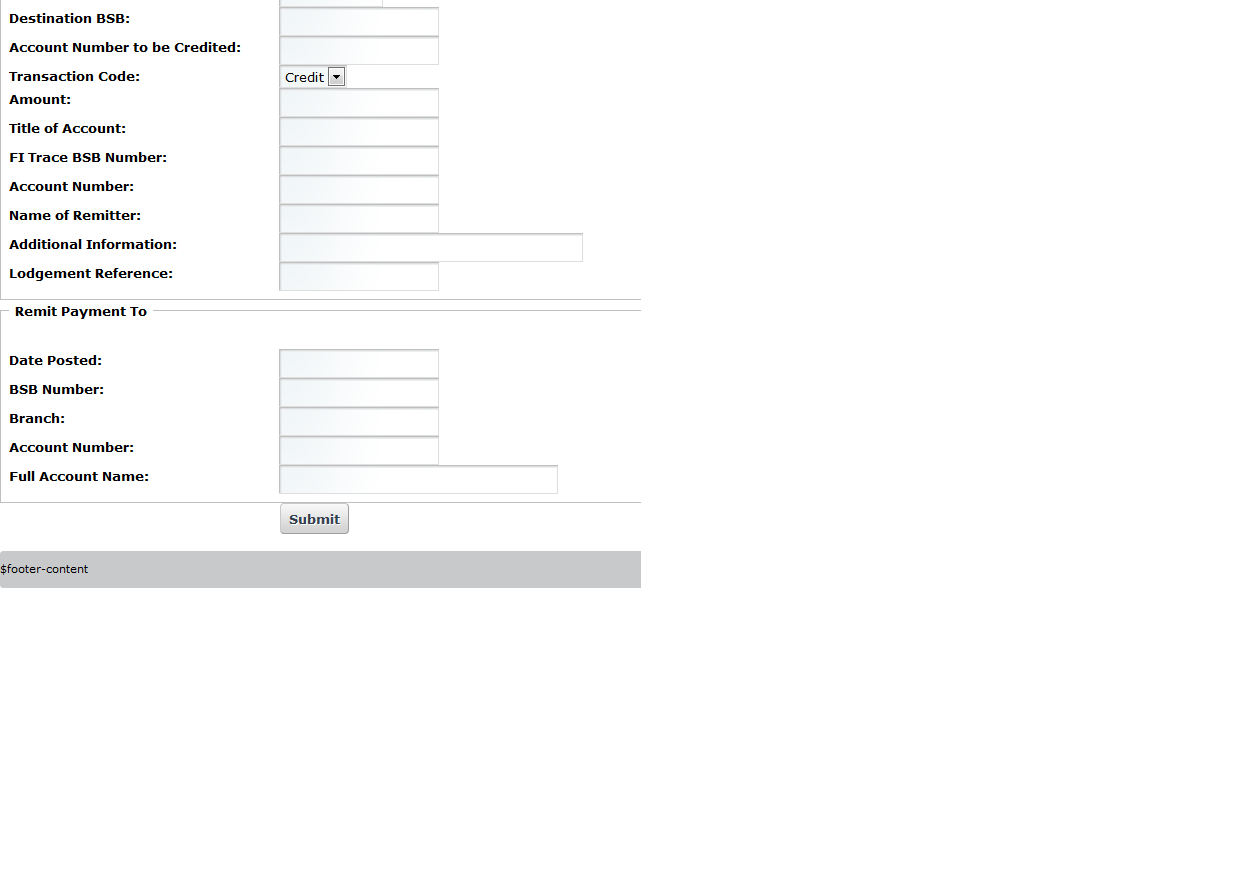 Destination BSB:
Account Number to be Credited:
Transaction Code: Credit
Amount:
Title of Account:
FI Trace BSB Number:
Account Number:
Name of Remitter:
Additional Information:
Lodgement Reference:
Remit Payment To
Date Posted:
BSB Number:
Branch:
Account Number:
Full Account Name:
Submit
$footer-content